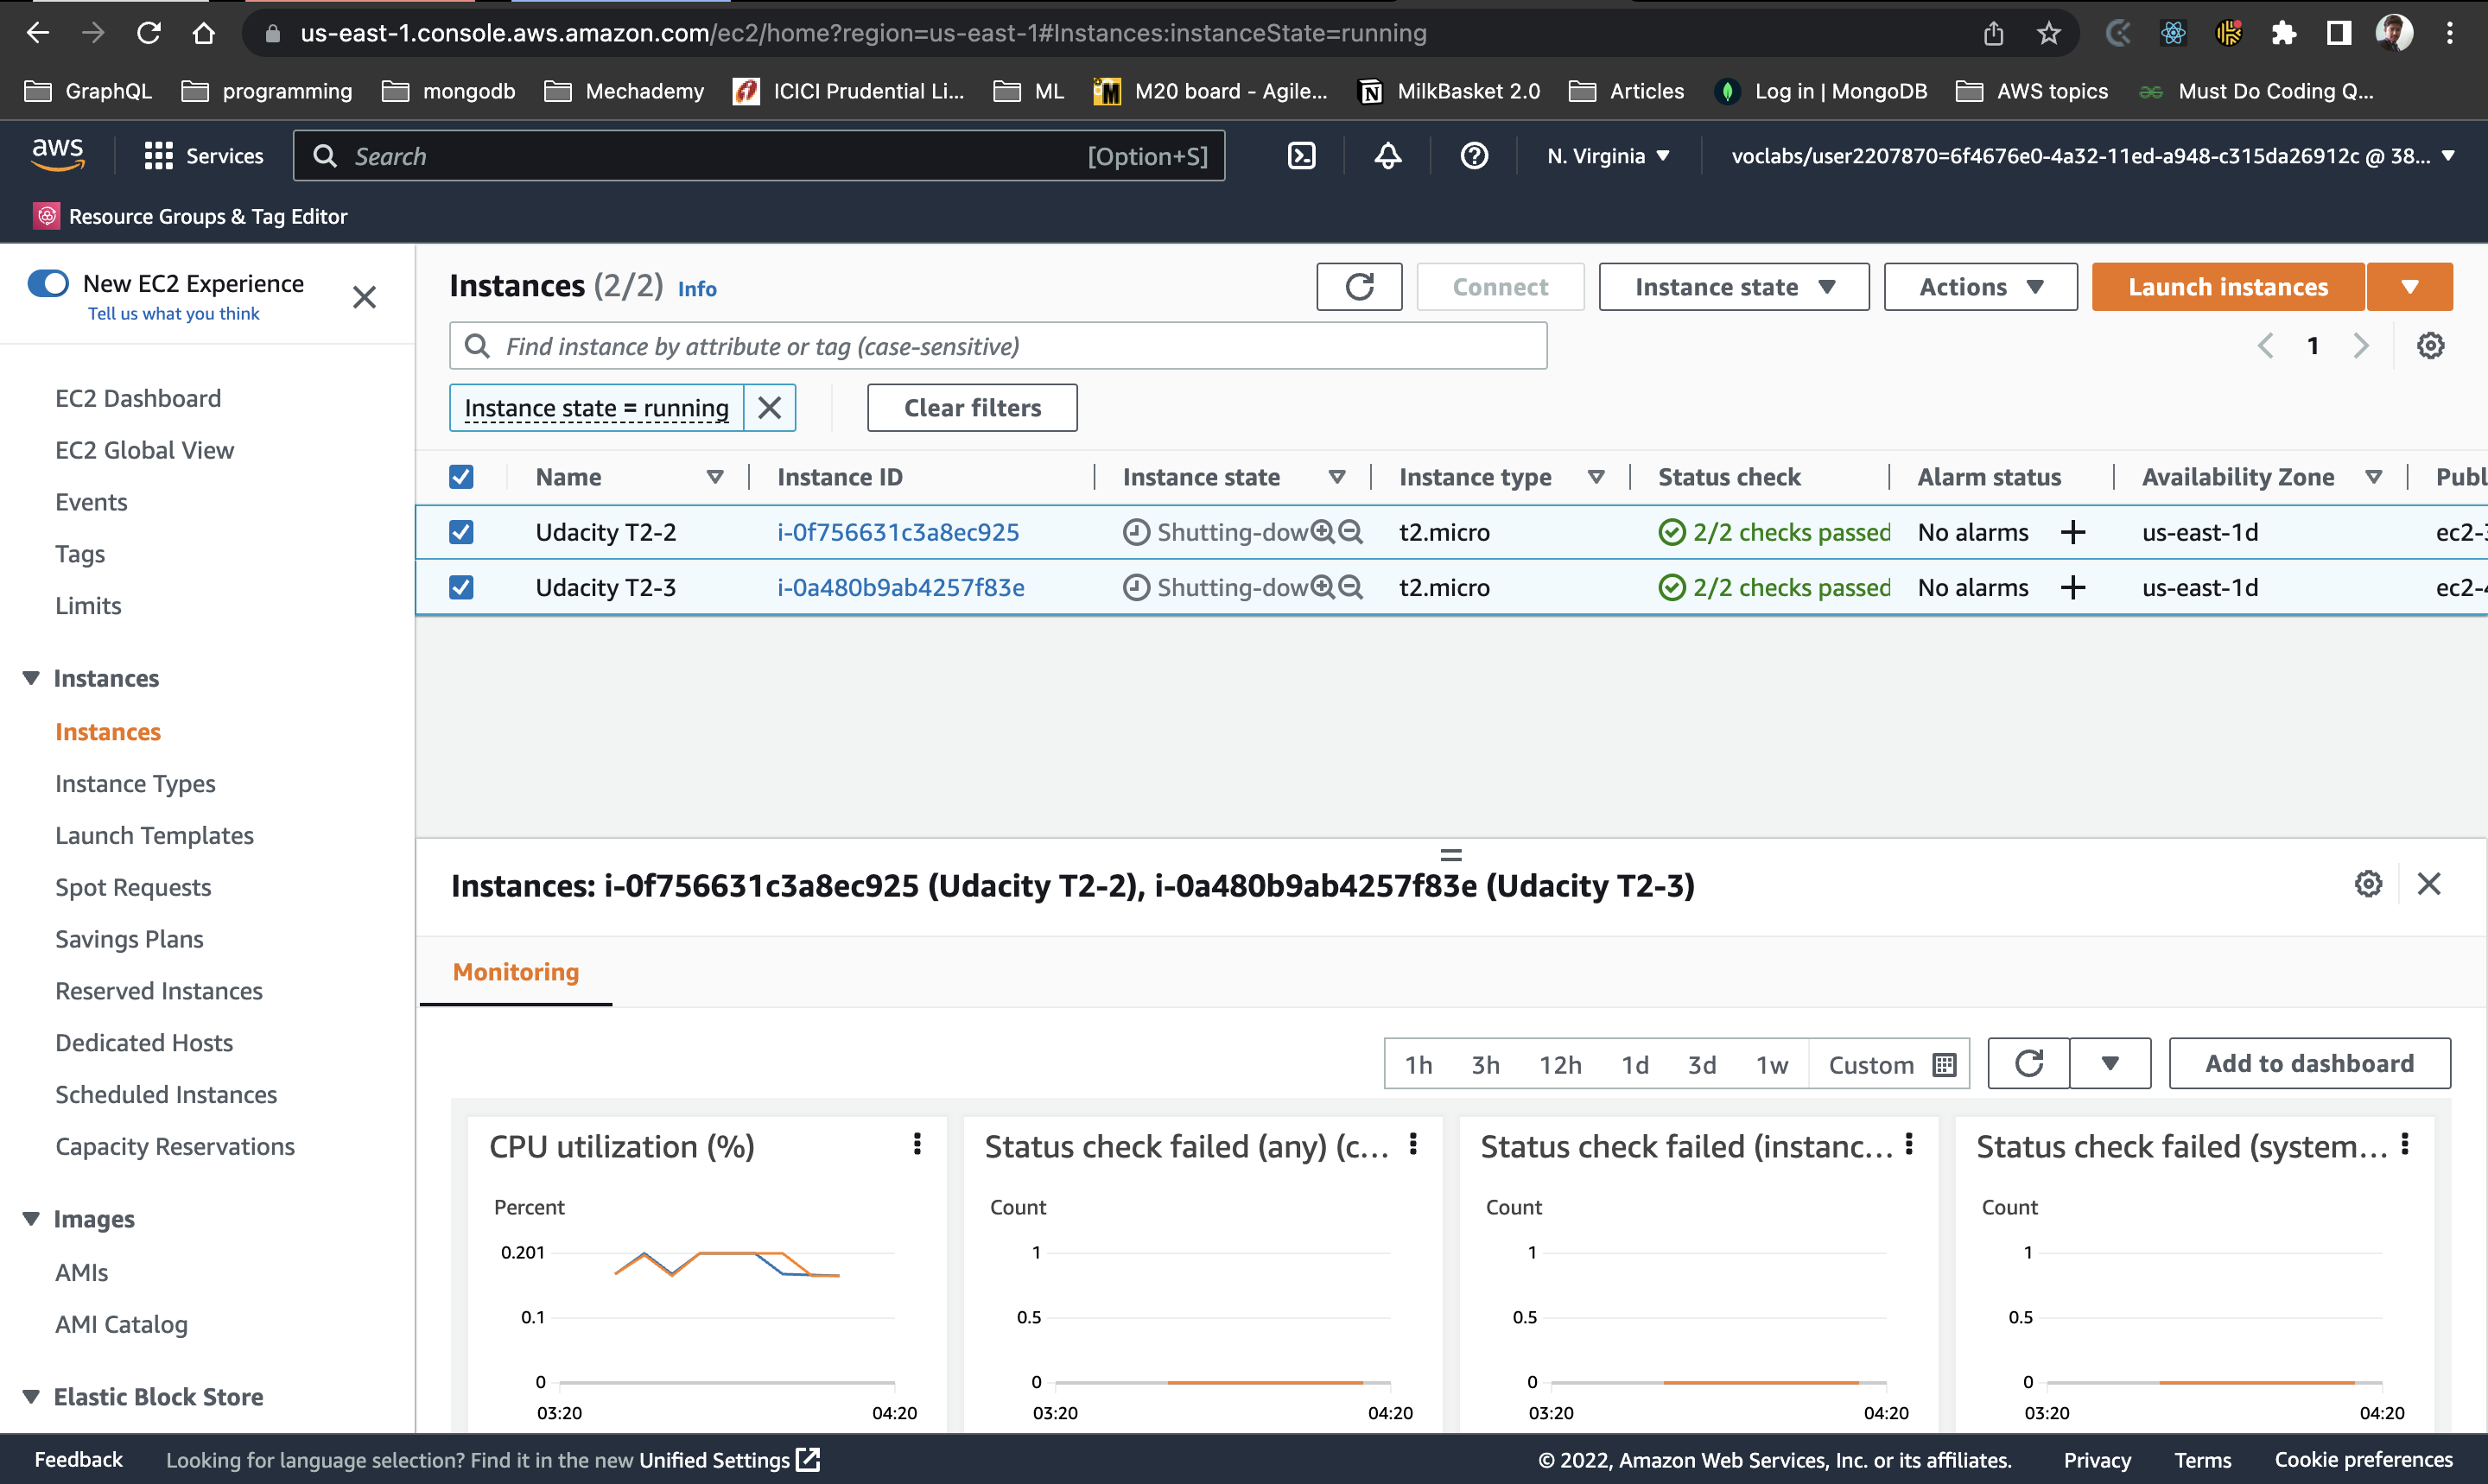 us-east-1.console.aws.amazon.com/ec2/home?region=us-east-1#Instances:instanceState=running
GraphQL programming mongodb Mechademy ICICI Prudential Li... ML M20 board - Agile... MilkBasket 2.0 Articles Log in | MongoDB AWS topics Must Do Coding Q...
aws Services Search [Option+S] N. Virginia voclabs/user2207870=6f4676e0-4a32-11ed-a948-c315da26912c @ 38...
Resource Groups & Tag Editor
New EC2 Experience
Tell us what you think
EC2 Dashboard
EC2 Global View
Events
Tags
Limits
Instances
Instances
Instance Types
Launch Templates
Spot Requests
Savings Plans
Reserved Instances
Dedicated Hosts
Scheduled Instances
Capacity Reservations
Images
AMIs
AMI Catalog
Elastic Block Store
Instances (2/2) Info Connect Instance state Actions Launch instances
Find instance by attribute or tag (case-sensitive) 1
Instance state = running Clear filters
Name Instance ID Instance state Instance type Status check Alarm status Availability Zone Publ
Udacity T2-2 i-0f756631c3a8ec925 Shutting-dow t2.micro 2/2 checks passed No alarms + us-east-1d ec2-3
Udacity T2-3 i-0a480b9ab4257f83e Shutting-dow t2.micro 2/2 checks passed No alarms + us-east-1d ec2-4
Instances: i-0f756631c3a8ec925 (Udacity T2-2), i-0a480b9ab4257f83e (Udacity T2-3)
Monitoring
1h 3h 12h 1d 3d 1w Custom Add to dashboard
CPU utilization (%)
Percent
0.201
0.1
0
03:20 04:20
Status check failed (any) (c...
Count
1
0.5
0
03:20 04:20
Status check failed (instanc...
Count
1
0.5
0
03:20 04:20
Status check failed (system...
Count
1
0.5
0
03:20 04:20
Feedback Looking for language selection? Find it in the new Unified Settings © 2022, Amazon Web Services, Inc. or its affiliates. Privacy Terms Cookie preferences